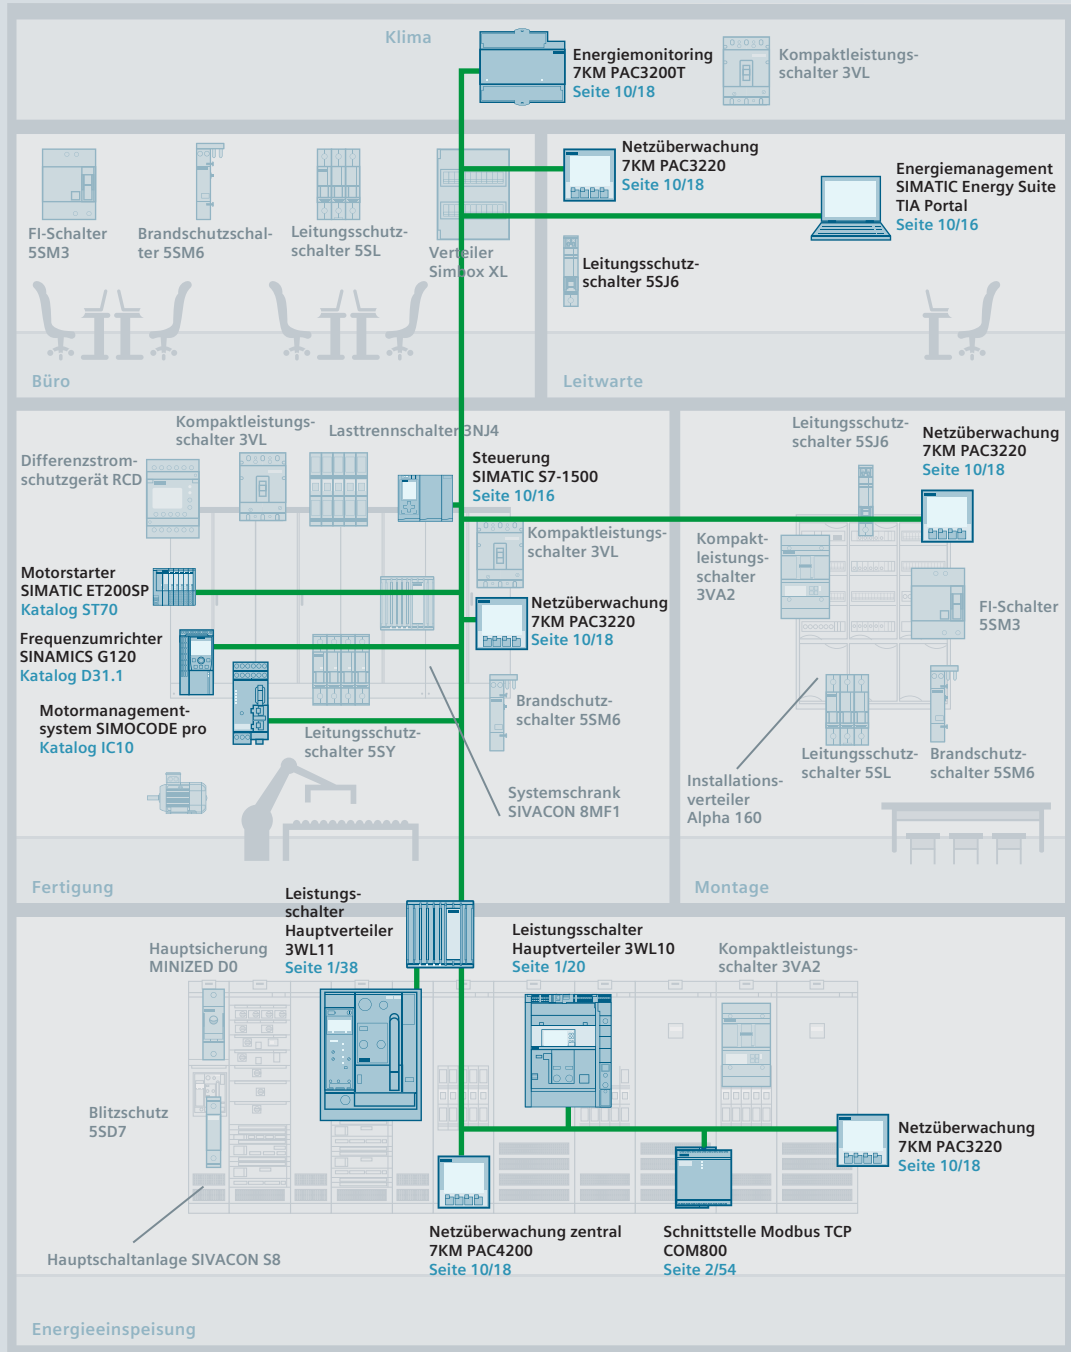 Klima
Energiemonitoring
7KM PAC3200T
Seite 10/18
Kompaktleistungs-
schalter 3VL
FI-Schalter
5SM3
Brandschutzschal-
ter 5SM6
Leitungsschutz-
schalter 5SL
Verteiler
Simbox XL
Büro
Netzüberwachung
7KM PAC3220
Seite 10/18
Energiemanagement
SIMATIC Energy Suite
TIA Portal
Seite 10/16
Leitungsschutz-
schalter 5SJ6
Leitwarte
Differenzstrom-
schutzgerät RCD
Kompaktleistungs-
schalter 3VL
Lasttrennschalter 3NJ4
Steuerung
SIMATIC S7-1500
Seite 10/16
Kompaktleistungs-
schalter 3VL
Motorstarter
SIMATIC ET200SP
Katalog ST70
Netzüberwachung
7KM PAC3220
Seite 10/18
Frequenzumrichter
SINAMICS G120
Katalog D31.1
Motormanagement-
system SIMOCODE pro
Katalog IC10
Leitungsschutz-
schalter 5SY
Brandschutz-
schalter 5SM6
Systemschrank
SIVACON 8MF1
Fertigung
Leitungsschutz-
schalter 5SJ6
Netzüberwachung
7KM PAC3220
Seite 10/18
Kompakt-
leistungs-
schalter
3VA2
FI-Schalter
5SM3
Leitungsschutz-
schalter 5SL
Brandschutz-
schalter 5SM6
Installations-
verteiler
Alpha 160
Montage
Leistungs-
schalter
Hauptverteiler
3WL11
Seite 1/38
Hauptsicherung
MINIZED D0
Leistungsschalter
Hauptverteiler 3WL10
Seite 1/20
Kompaktleistungs-
schalter 3VA2
Blitzschutz
5SD7
Netzüberwachung
7KM PAC3220
Seite 10/18
Hauptschaltanlage SIVACON S8
Netzüberwachung zentral
7KM PAC4200
Seite 10/18
Schnittstelle Modbus TCP
COM800
Seite 2/54
Energieeinspeisung